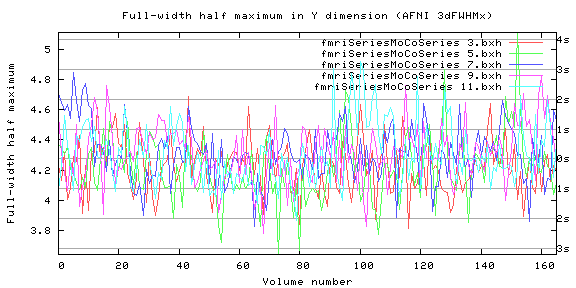 Full-width half maximum in Y dimension (AFNI 3dFWHMx)
fmriSeriesMoCoSeries 3.bxh
fmriSeriesMoCoSeries 5.bxh
fmriSeriesMoCoSeries 7.bxh
fmriSeriesMoCoSeries 9.bxh
fmriSeriesMoCoSeries 11.bxh
Full-width half maximum
5
4.8
4.6
4.4
4.2
4
3.8
4s
3s
2s
1s
0s
1s
2s
3s
0 20 40 60 80 100 120 140 160
Volume number